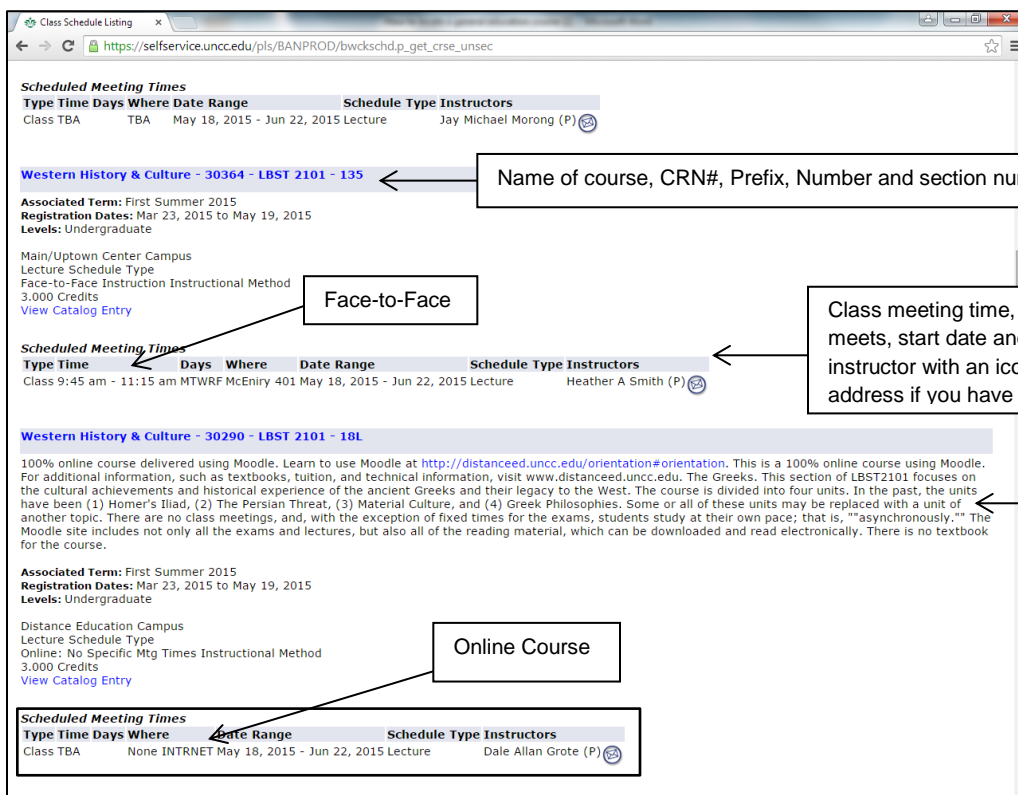 Class Schedule Listing
https://selfservice.uncc.edu/pls/BANPROD/bwckschd.p_get_crse_unsec
Scheduled Meeting Times
Type Time Days Where Date Range Schedule Type Instructors
Class TBA TBA May 18, 2015 - Jun 22, 2015 Lecture Jay Michael Morong (P)
Western History & Culture - 30364 - LBST 2101 - 135
Name of course, CRN#, Prefix, Number and section nu
Associated Term: First Summer 2015
Registration Dates: Mar 23, 2015 to May 19, 2015
Levels: Undergraduate
Main/Uptown Center Campus
Lecture Schedule Type
Face-to-Face Instruction Instructional Method
3.000 Credits
View Catalog Entry
Face-to-Face
Class meeting time,
meets, start date an
instructor with an ico
address if you have
Scheduled Meeting Times
Type Time Days Where Date Range Schedule Type Instructors
Class 9:45 am - 11:15 am MTWRF McEniry 401 May 18, 2015 - Jun 22, 2015 Lecture Heather A Smith (P)
Western History & Culture - 30290 - LBST 2101 - 18L
100% online course delivered using Moodle. Learn to use Moodle at http://distanceed.uncc.edu/orientation#orientation. This is a 100% online course using Moodle.
For additional information, such as textbooks, tuition, and technical information, visit www.distanceed.uncc.edu. The Greeks. This section of LBST2101 focuses on
the cultural achievements and historical experience of the ancient Greeks and their legacy to the West. The course is divided into four units. In the past, the units
have been (1) Homer's Iliad, (2) The Persian Threat, (3) Material Culture, and (4) Greek Philosophies. Some or all of these units may be replaced with a unit of
another topic. There are no class meetings, and, with the exception of fixed times for the exams, students study at their own pace; that is, ""asynchronously."" The
Moodle site includes not only all the exams and lectures, but also all of the reading material, which can be downloaded and read electronically. There is no textbook
for the course.
Associated Term: First Summer 2015
Registration Dates: Mar 23, 2015 to May 19, 2015
Levels: Undergraduate
Distance Education Campus
Lecture Schedule Type
Online: No Specific Mtg Times Instructional Method
3.000 Credits
View Catalog Entry
Online Course
Scheduled Meeting Times
Type Time Days Where Date Range Schedule Type Instructors
Class TBA None INTRNET May 18, 2015 - Jun 22, 2015 Lecture Dale Allan Grote (P)